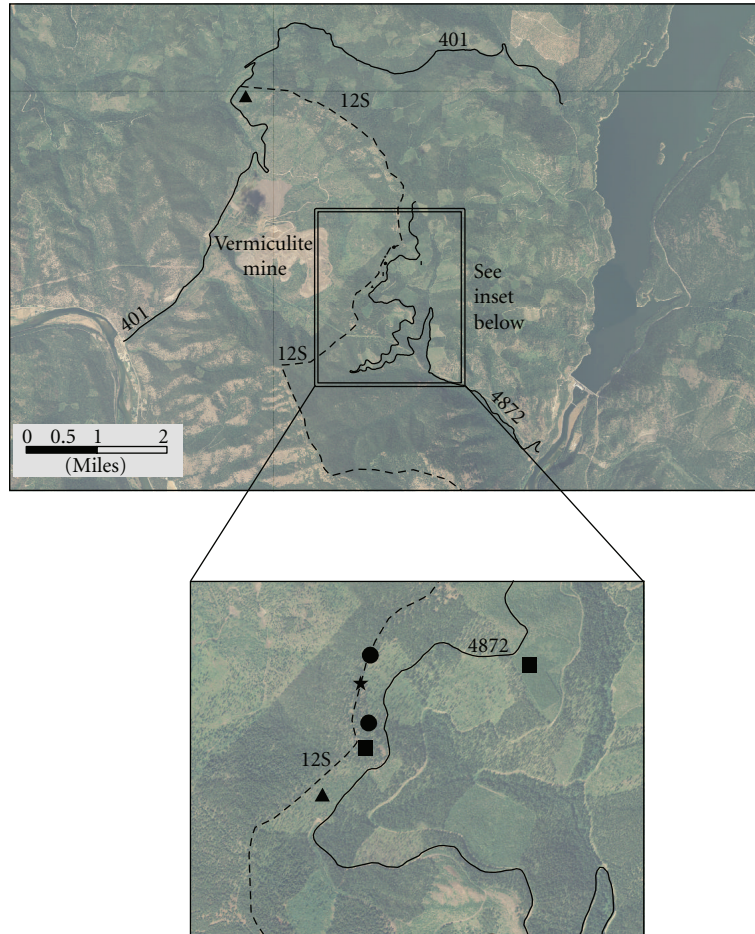 401
12S
Vermiculite
mine
See
inset
below
401
12S
4872
0 0.5 1 2
(Miles)
4872
12S